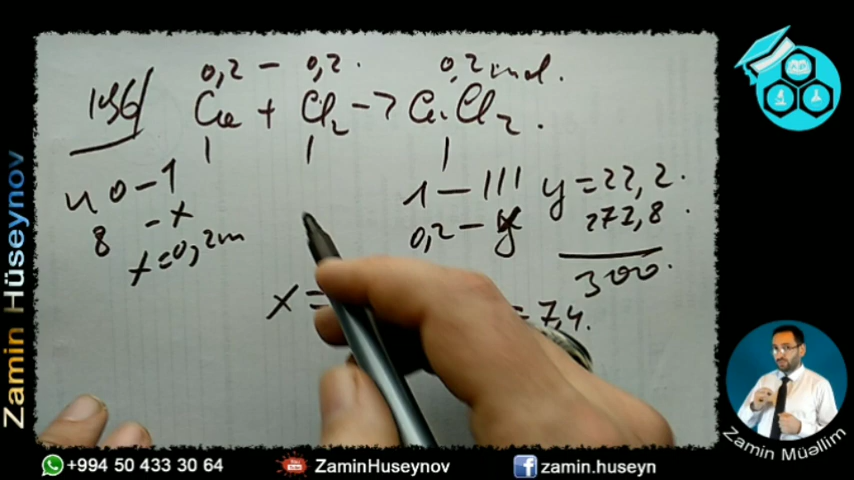 0,2 - 0,2. 0,2 mol.
196/ Ca + Cl₂ -> CaCl₂.
1 1 1
40 - 1 1 - 111 y = 22,2.
8 - x 0,2 - y 277,8.
x = 0,2 m 300.
x = = 7,4.
Zamin Hüseynov
Zamin Müəllim
+994 50 433 30 64 ZaminHuseynov zamin.huseyn